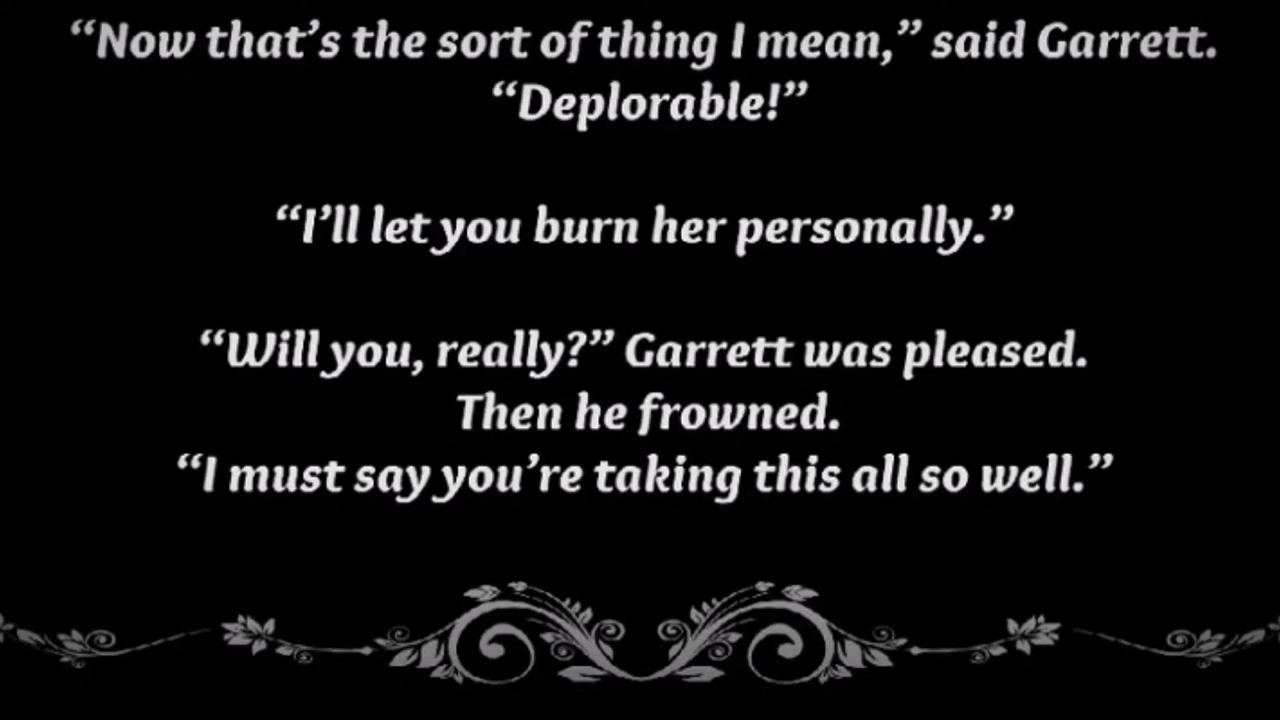 “Now that’s the sort of thing I mean,” said Garrett.
“Deplorable!”
“I’ll let you burn her personally.”
“Will you, really?” Garrett was pleased.
Then he frowned.
“I must say you’re taking this all so well.”